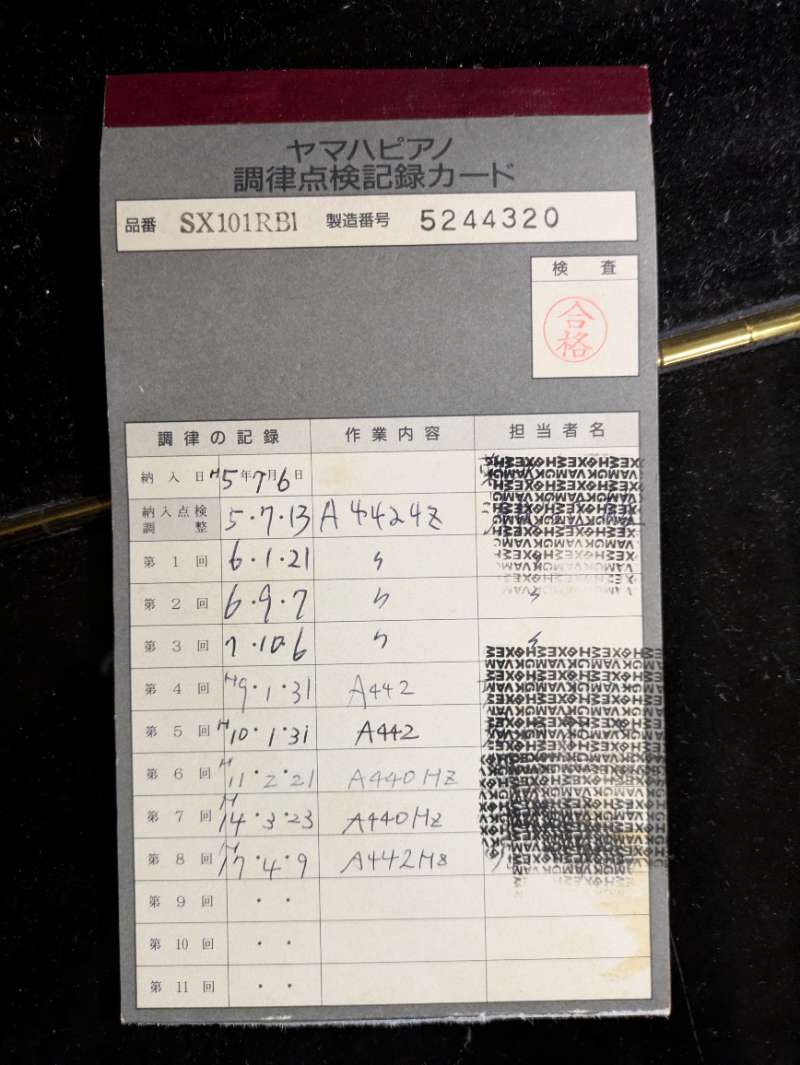 ヤマハピアノ
調律点検記録カード
品番 SX101RBl 製造番号 5244320
検査
合格
調律の記録 作業内容 担当者名
納入日 H5年7月6日
納入点検調整 5・7・13 A442Hz
第1回 6・1・21 〃 〃
第2回 6・9・7 〃 〃
第3回 7・10・6 〃 〃
第4回 H9・1・31 A442
第5回 H10・1・31 A442
第6回 H11・2・21 A440HZ
第7回 H14・3・23 A440Hz
第8回 H17・4・9 A442Hz
第9回 ・・
第10回 ・・
第11回 ・・